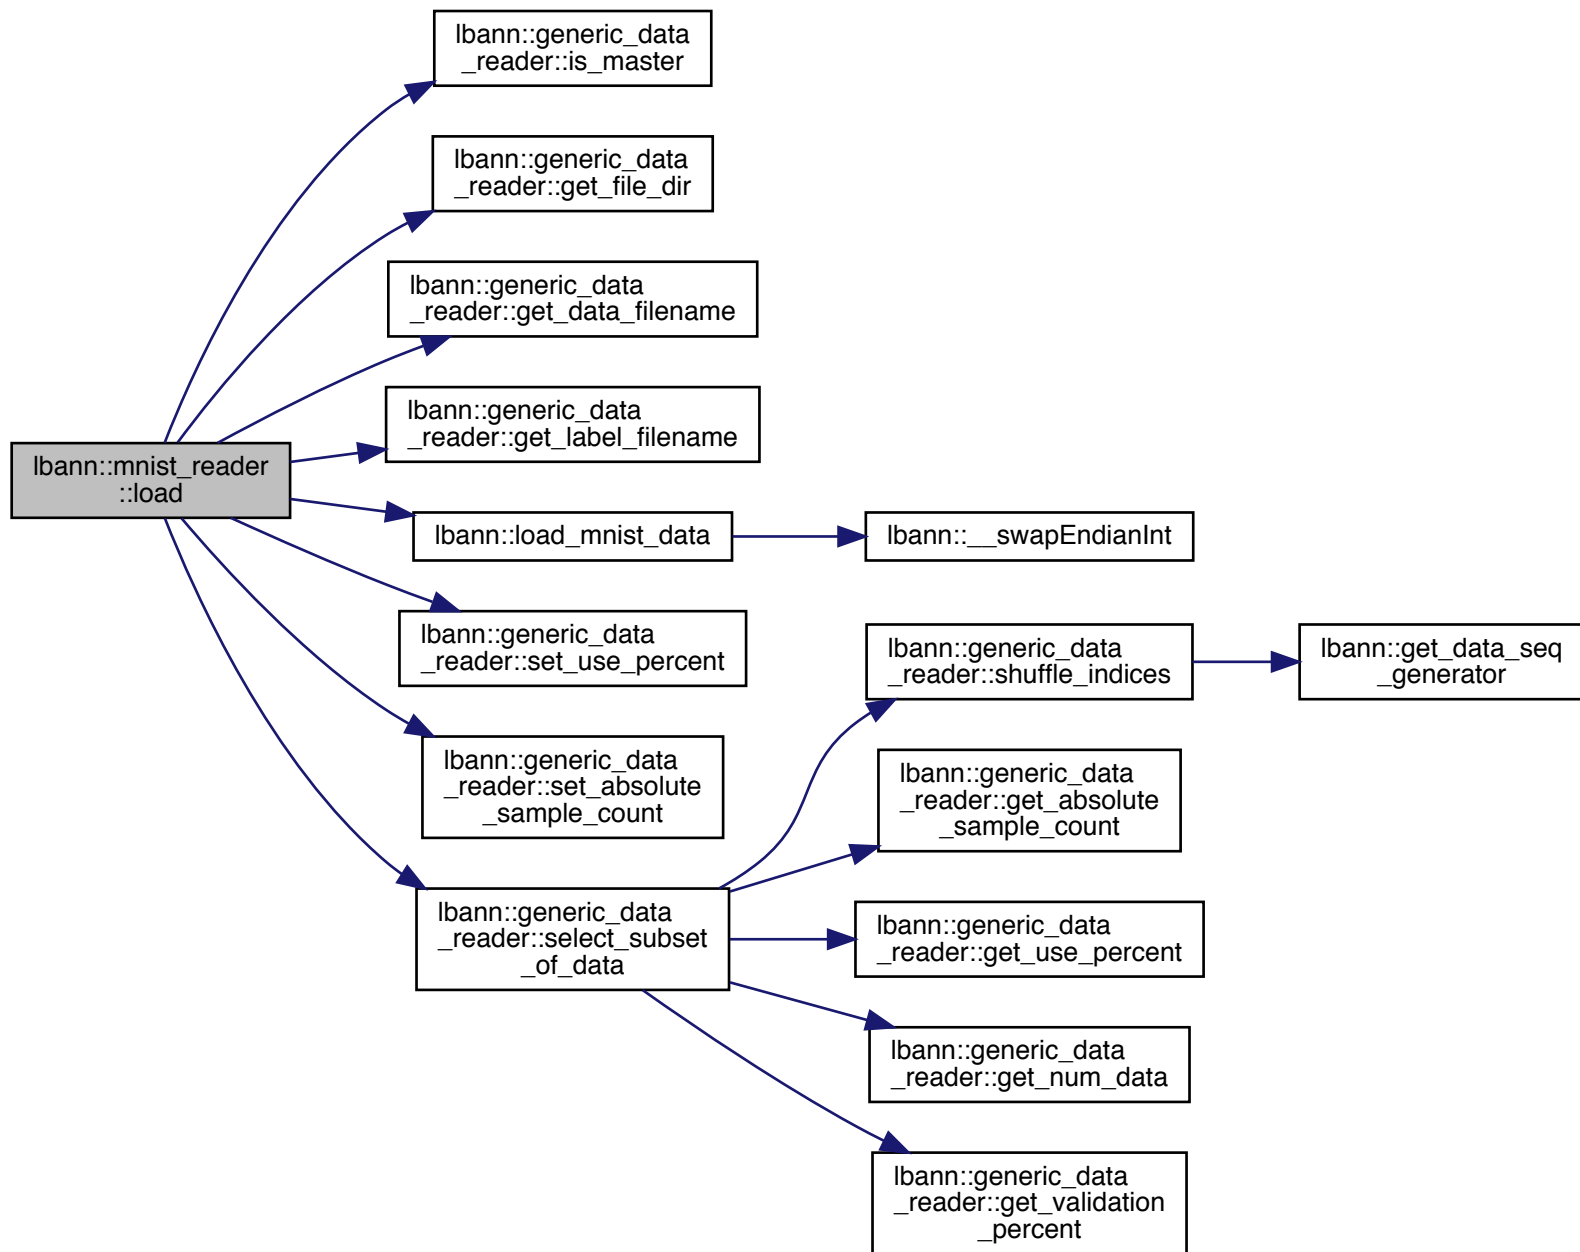 lbann::generic_data
_reader::is_master
lbann::generic_data
_reader::get_file_dir
lbann::generic_data
_reader::get_data_filename
lbann::generic_data
_reader::get_label_filename
lbann::mnist_reader
::load
lbann::load_mnist_data
lbann::__swapEndianInt
lbann::generic_data
_reader::set_use_percent
lbann::generic_data
_reader::shuffle_indices
lbann::get_data_seq
_generator
lbann::generic_data
_reader::set_absolute
_sample_count
lbann::generic_data
_reader::get_absolute
_sample_count
lbann::generic_data
_reader::select_subset
_of_data
lbann::generic_data
_reader::get_use_percent
lbann::generic_data
_reader::get_num_data
lbann::generic_data
_reader::get_validation
_percent